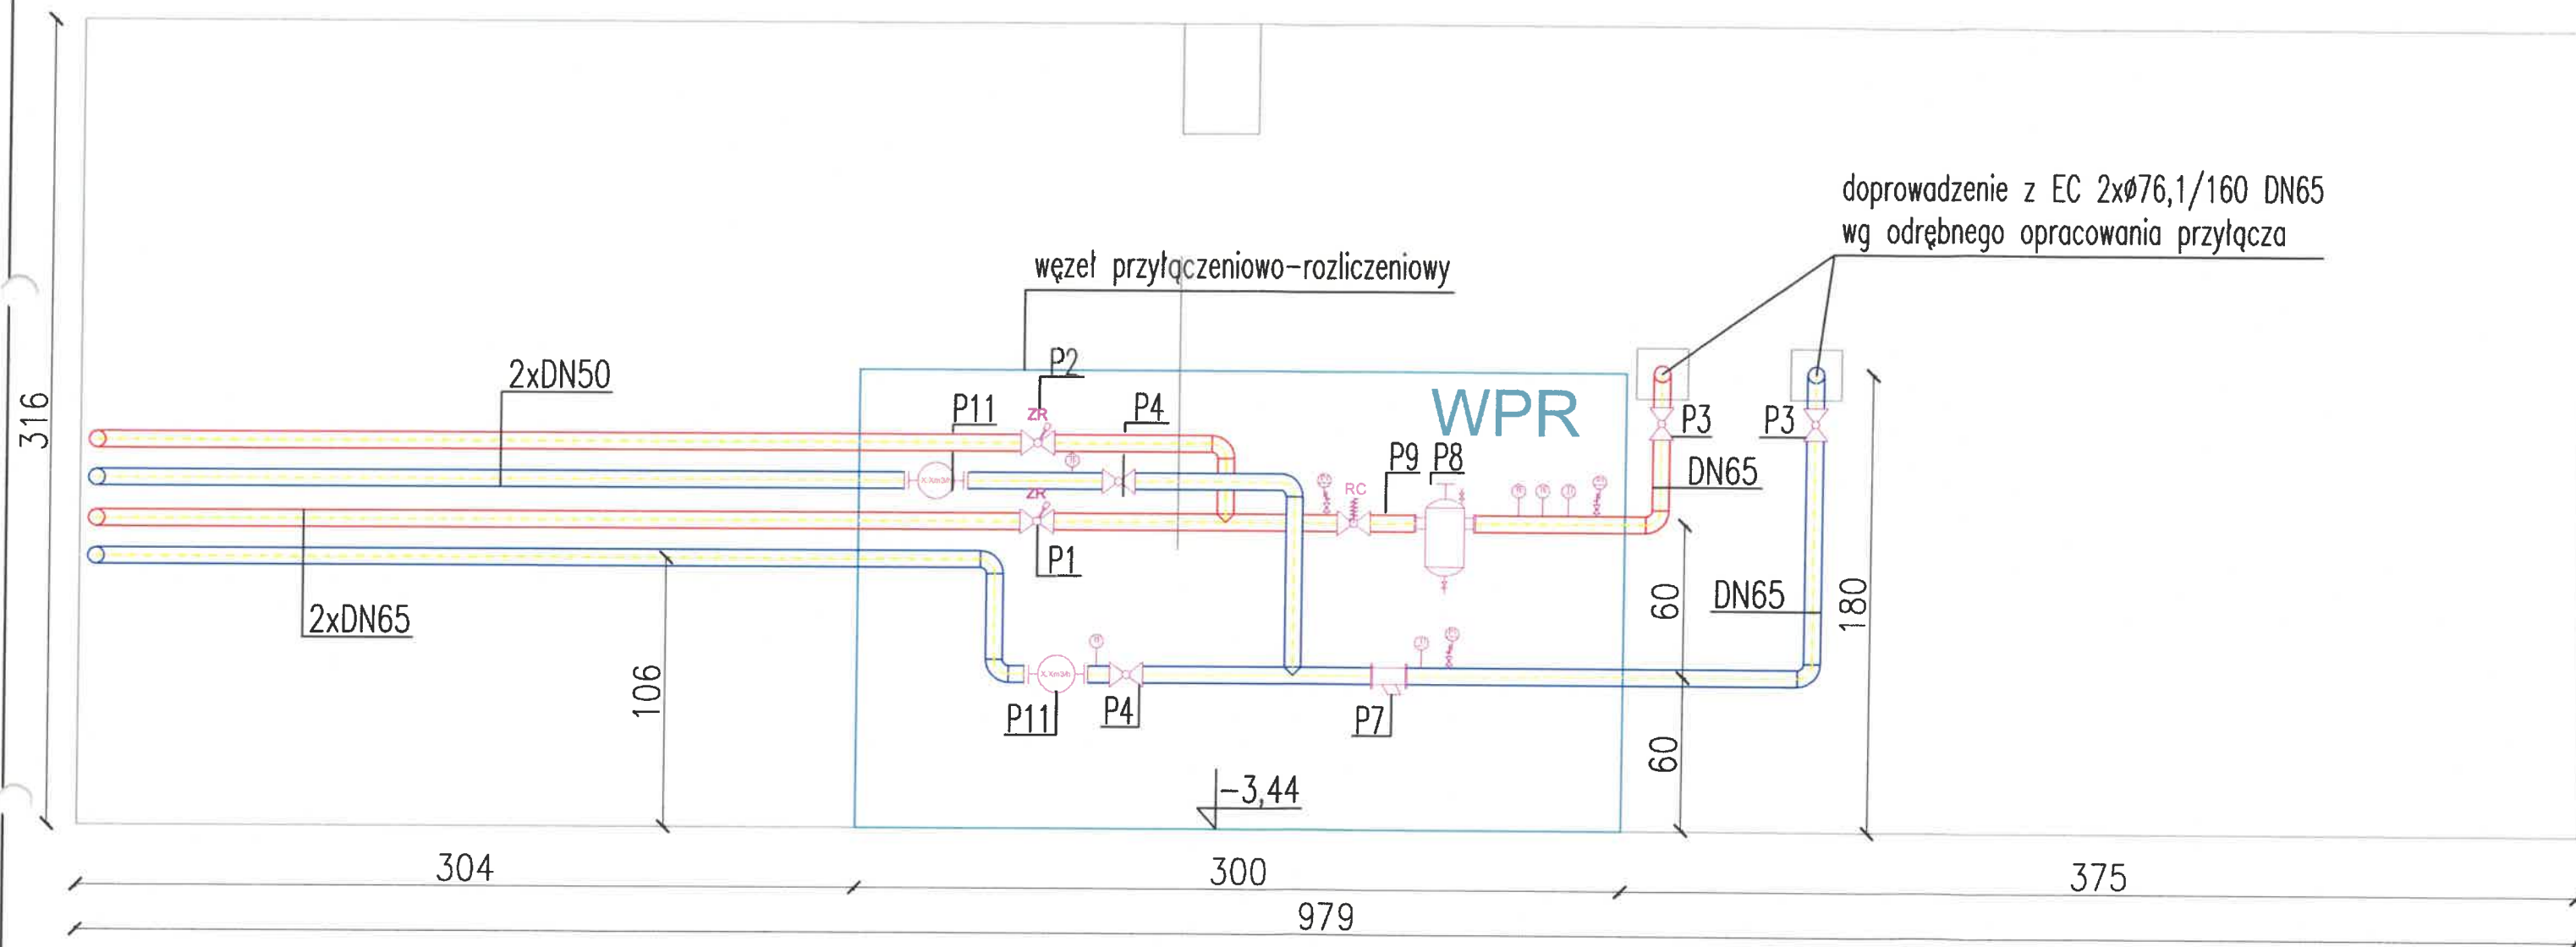 doprowadzenie z EC 2xø76,1/160 DN65
wg odrębnego opracowania przyłącza
węzeł przyłączeniowo-rozliczeniowy
2xDN50
P2
P11
ZR
P4
WPR
P3
P3
316
P9
P8
DN65
X,Xm3/h
ZR
RC
P1
2xDN65
60
DN65
180
106
X,Xm3/h
P11
P4
P7
60
-3,44
304
300
375
979